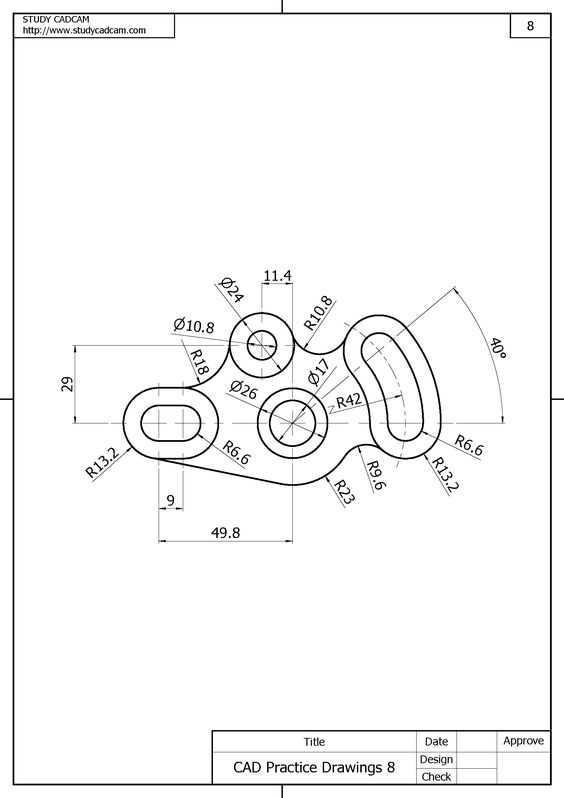 STUDY CADCAM
http://www.studycadcam.com
8
11.4
Ø24
R10.8
Ø10.8
40°
R18
Ø17
29
Ø26
R42
R6.6
R6.6
R13.2
R9.6
R13.2
R23
9
49.8
Title
Date
Approve
CAD Practice Drawings 8
Design
Check